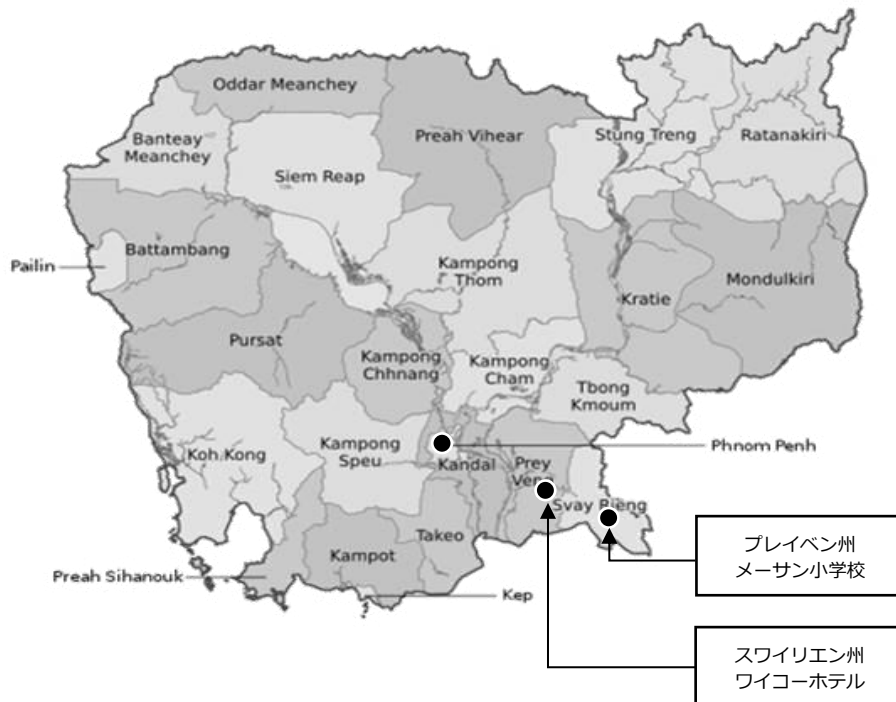 Oddar Meanchey
Banteay
Meanchey
Preah Vihear
Stung Treng
Ratanakiri
Siem Reap
Battambang
Pailin
Kampong
Thom
Kratie
Mondulkiri
Pursat
Kampong
Chhnang
Kampong
Cham
Tbong
Kmoum
Koh Kong
Kampong
Speu
Kandal
Prey
Veng
Phnom Penh
Svay Rieng
Takeo
Kampot
Preah Sihanouk
Kep
プレイベン州
メーサン小学校
スワイリエン州
ワイコーホテル